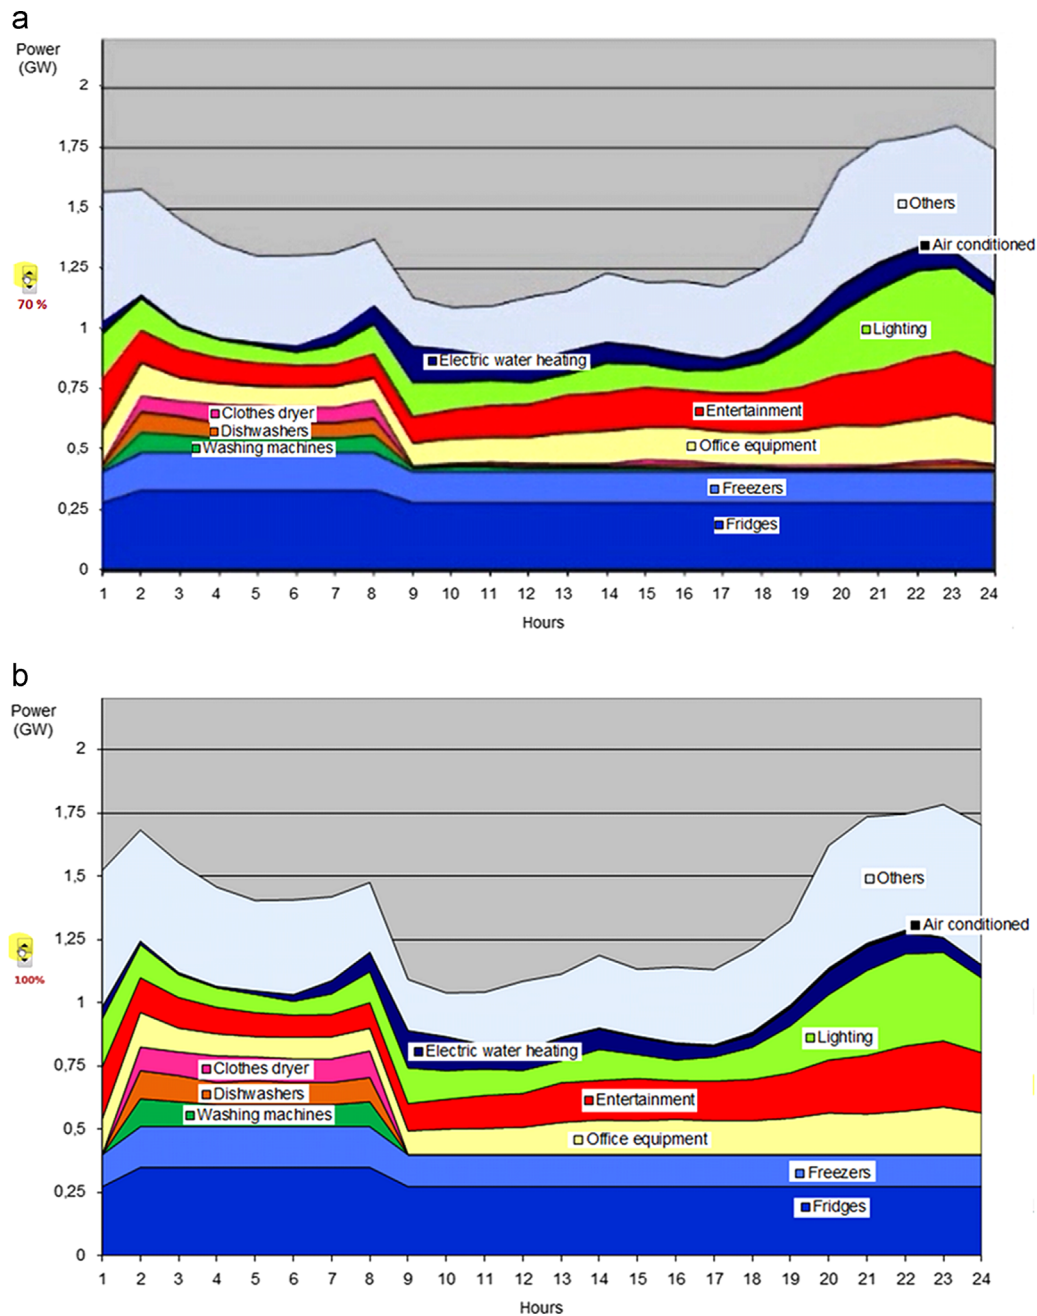 a
Power
(GW)
2
1,75
1,5
1,25
1
0,75
0,5
0,25
0
70 %
Others
Air conditioned
Lighting
Electric water heating
Entertainment
Clothes dryer
Dishwashers
Washing machines
Office equipment
Freezers
Fridges
1 2 3 4 5 6 7 8 9 10 11 12 13 14 15 16 17 18 19 20 21 22 23 24
Hours
b
Power
(GW)
2
1,75
1,5
1,25
1
0,75
0,5
0,25
0
100%
Others
Air conditioned
Lighting
Electric water heating
Clothes dryer
Dishwashers
Washing machines
Entertainment
Office equipment
Freezers
Fridges
1 2 3 4 5 6 7 8 9 10 11 12 13 14 15 16 17 18 19 20 21 22 23 24
Hours